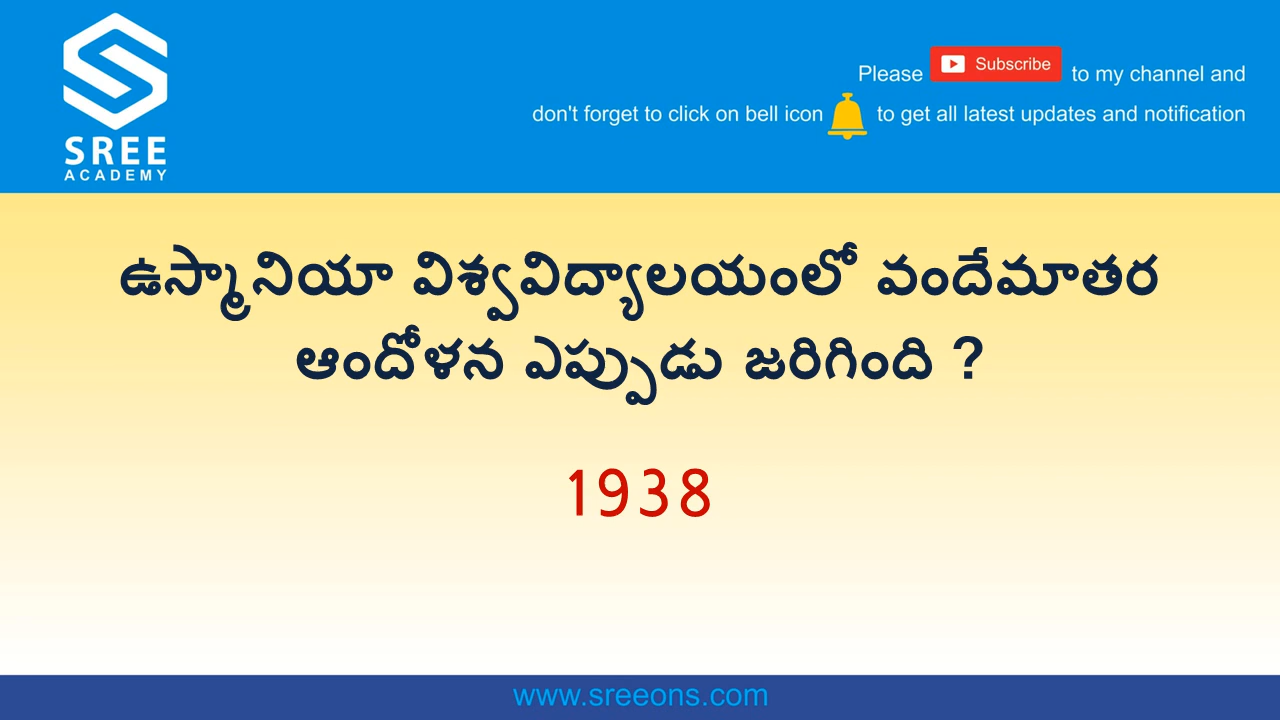 SREE
ACADEMY
Please Subscribe to my channel and
don't forget to click on bell icon to get all latest updates and notification
ఉస్మానియా విశ్వవిద్యాలయంలో వందేమాతర
ఆందోళన ఎప్పుడు జరిగింది ?
1938
www.sreeons.com